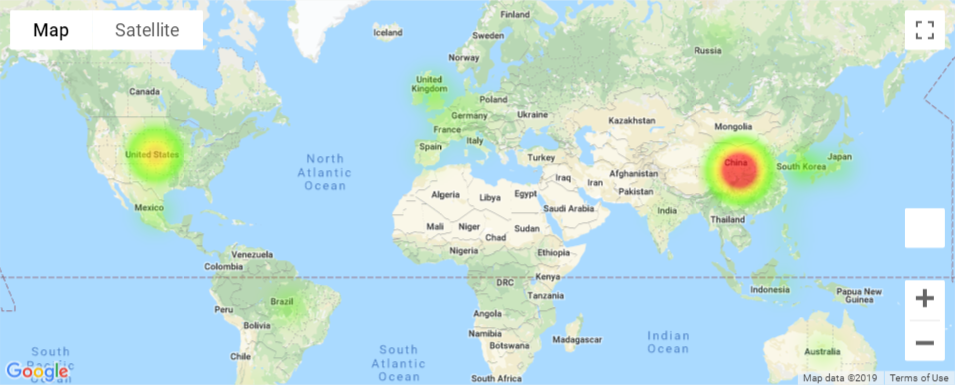 Map
Satellite
Iceland
Finland
Sweden
Norway
Russia
Canada
United
Kingdom
Poland
Germany
Ukraine
Kazakhstan
Mongolia
France
Italy
Spain
Turkey
United States
North
Atlantic
Ocean
China
South Korea
Japan
Iraq
Iran
Afghanistan
Pakistan
Algeria
Libya
Egypt
Saudi Arabia
India
Mexico
Mali
Niger
Chad
Sudan
Thailand
Nigeria
Ethiopia
Venezuela
Colombia
DRC
Kenya
Indonesia
Papua New
Guinea
Tanzania
Brazil
Peru
Bolivia
Angola
Namibia
Botswana
Madagascar
Indian
Ocean
Chile
South
Pacific
Ocean
South
Atlantic
Ocean
Australia
South Africa
Google
Map data ©2019
Terms of Use